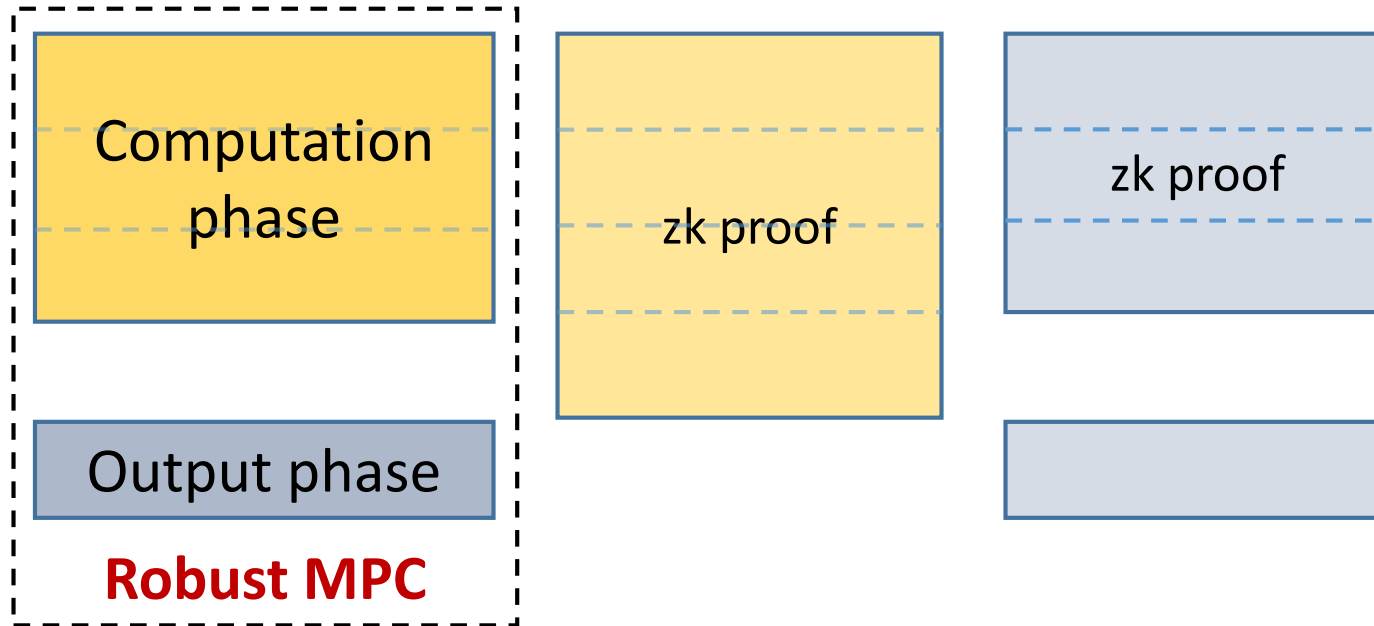 Computation
phase
zk proof
zk proof
Output phase
Robust MPC